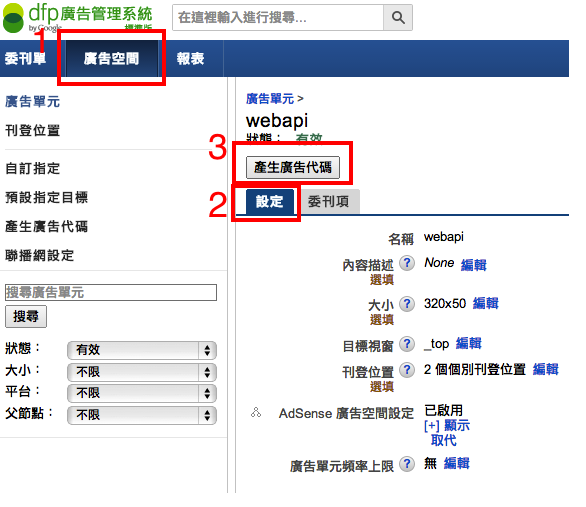 dfp 廣告管理系統
by Google 標準版
在這裡輸入進行搜尋...
1
委刊單 廣告空間 報表
廣告單元
刊登位置
自訂指定
預設指定目標
產生廣告代碼
聯播網設定
搜尋廣告單元
搜尋
狀態： 有效
大小： 不限
平台： 不限
父節點： 不限
廣告單元 >
webapi
狀態： 有效
3
產生廣告代碼
2
設定 委刊項
名稱 webapi
內容描述 ? None 編輯
選填
大小 ? 320x50 編輯
選填
目標視窗 ? _top 編輯
刊登位置 ? 2 個個別刊登位置 編輯
選填
AdSense 廣告空間設定 已啟用
[+] 顯示
取代
廣告單元頻率上限 ? 無 編輯